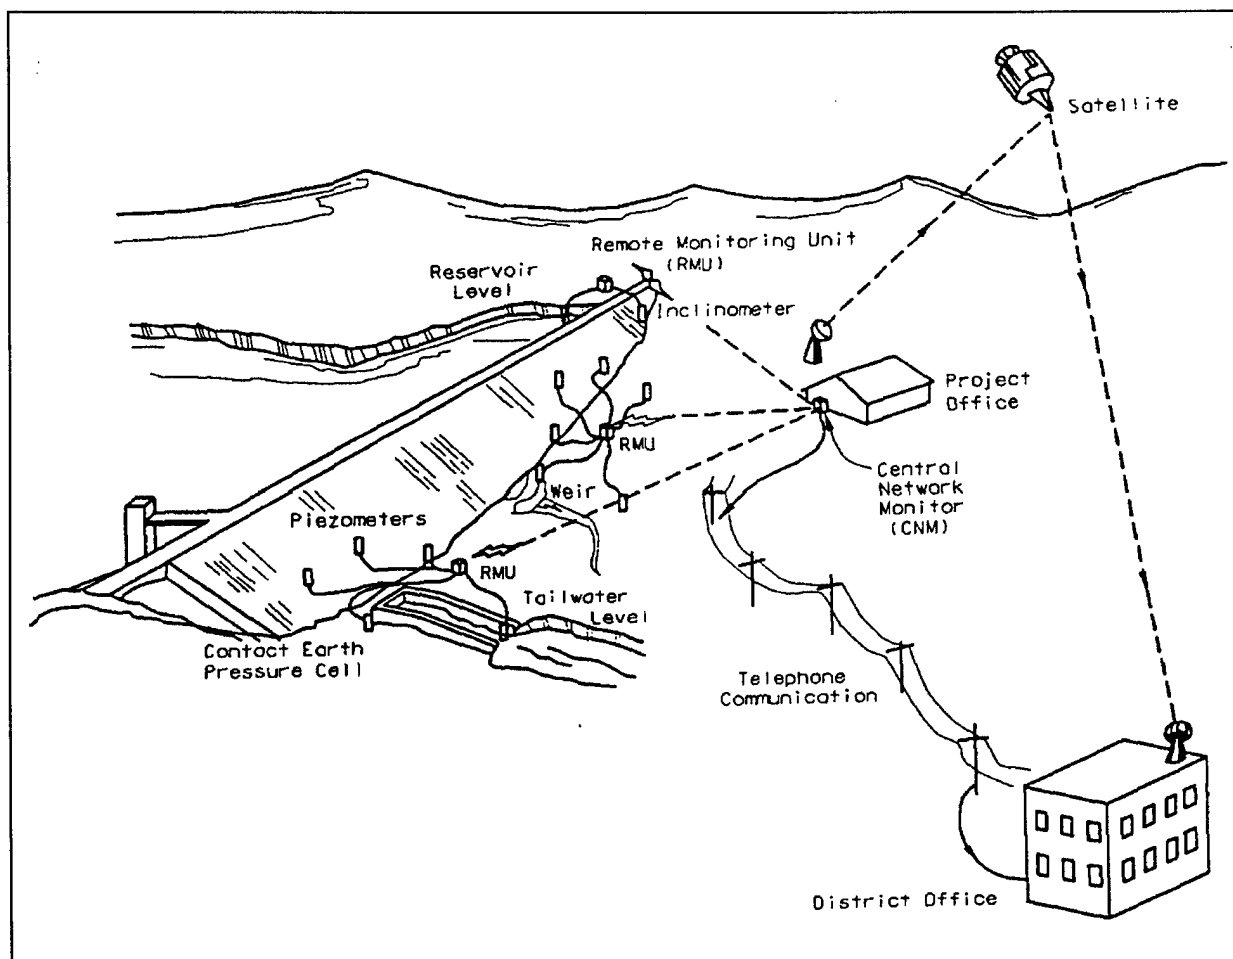 Satellite
Remote Monitoring Unit
(RMU)
Reservoir
Level
Inclinometer
Project
Office
RMU
Central
Network
Monitor
(CNM)
Weir
Piezometers
RMU
Tailwater
Level
Contact Earth
Pressure Cell
Telephone
Communication
District Office